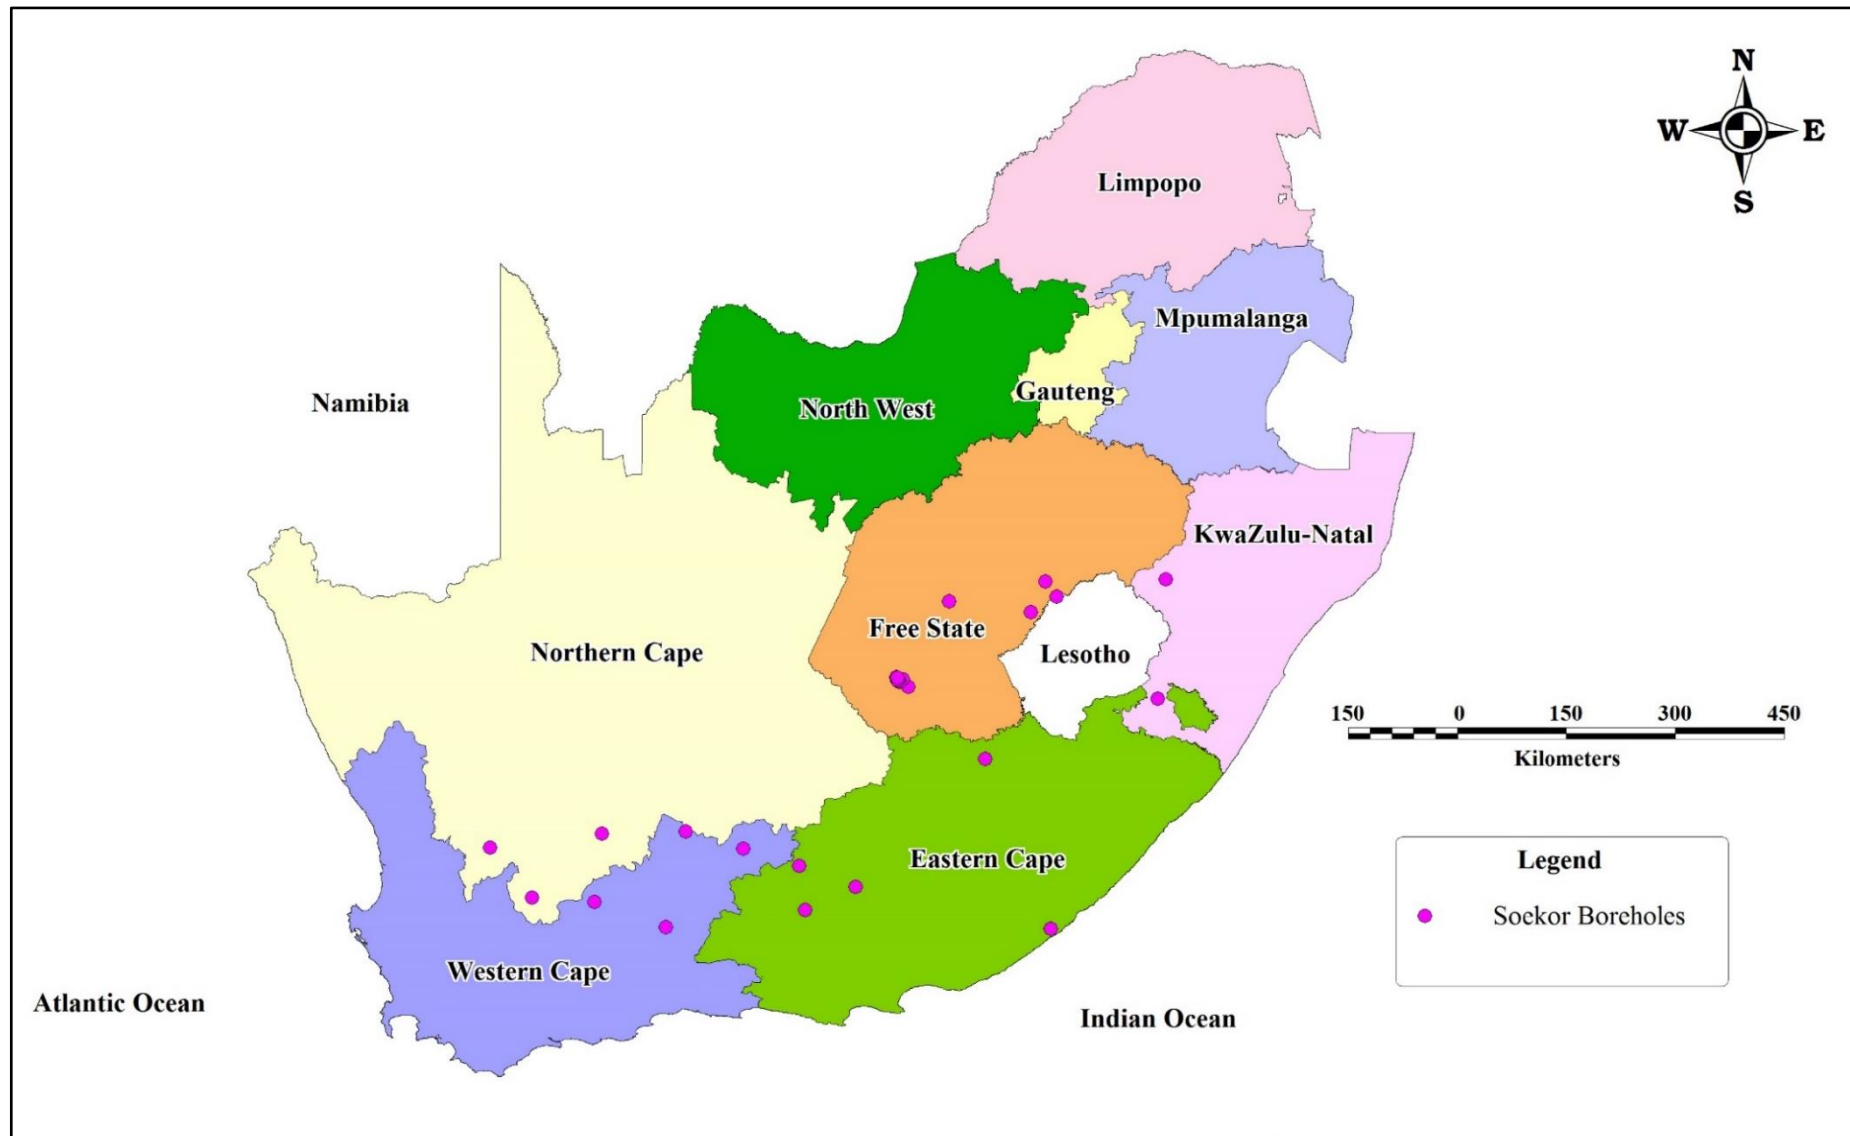 N
W E
S
Limpopo
Mpumalanga
Gauteng
Namibia
North West
KwaZulu-Natal
Free State
Northern Cape
Lesotho
150 0 150 300 450
Kilometers
Eastern Cape
Legend
Soekor Boreholes
Western Cape
Atlantic Ocean
Indian Ocean